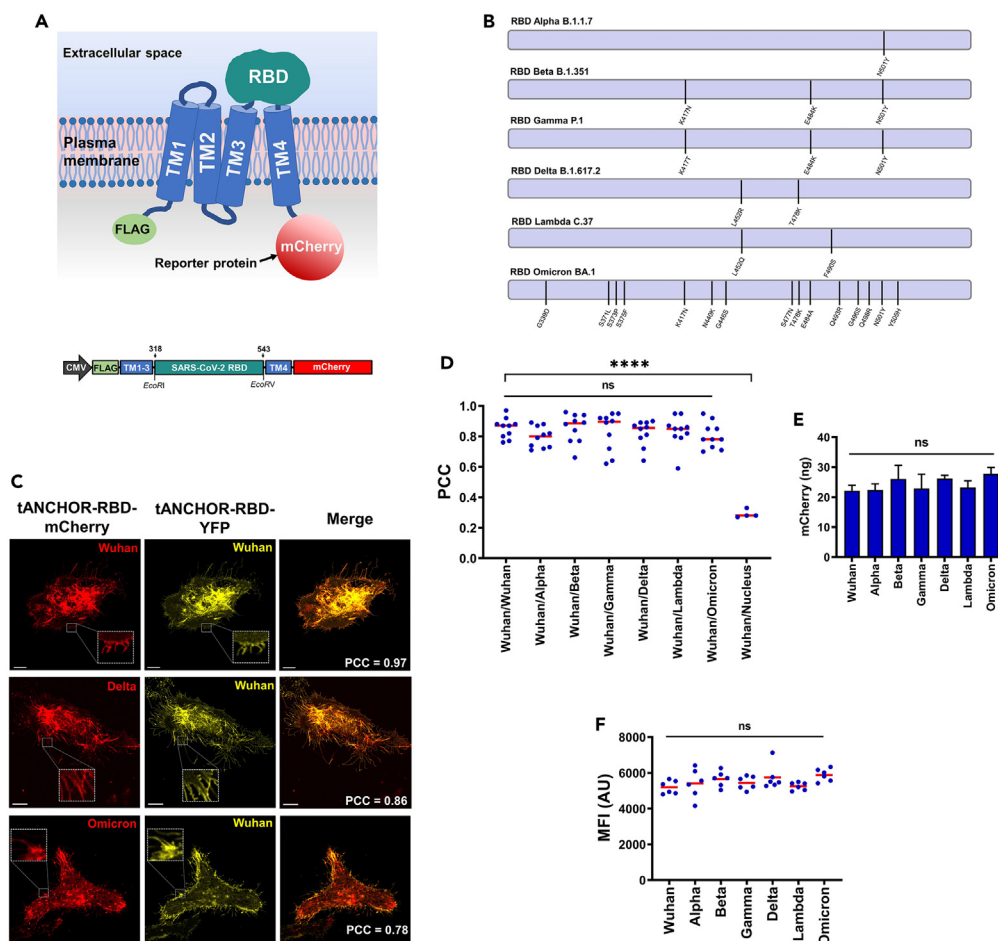 A
Extracellular space
RBD
Plasma
membrane
TM1
TM2
TM3
TM4
FLAG
mCherry
Reporter protein
318
543
CMV
FLAG
TM1-3
SARS-CoV-2 RBD
TM4
mCherry
EcoRI
EcoRV
B
RBD Alpha B.1.1.7
N501Y
RBD Beta B.1.351
K417N
E484K
N501Y
RBD Gamma P.1
K417T
E484K
N501Y
RBD Delta B.1.617.2
L452R
T478K
RBD Lambda C.37
L452Q
F490S
RBD Omicron BA.1
G339D
S371L
S373P
S375F
K417N
N440K
G446S
S477N
T478K
E484A
Q493R
G496S
Q498R
N501Y
Y505H
C
tANCHOR-RBD-
mCherry
tANCHOR-RBD-
YFP
Merge
Wuhan
Wuhan
PCC = 0.97
Delta
Wuhan
PCC = 0.86
Omicron
Wuhan
PCC = 0.78
D
****
ns
PCC
1.0
0.8
0.6
0.4
0.2
0.0
Wuhan/Wuhan
Wuhan/Alpha
Wuhan/Beta
Wuhan/Gamma
Wuhan/Delta
Wuhan/Lambda
Wuhan/Omicron
Wuhan/Nucleus
E
ns
mCherry (ng)
40
30
20
10
0
Wuhan
Alpha
Beta
Gamma
Delta
Lambda
Omicron
F
ns
MFI (AU)
8000
6000
4000
2000
0
Wuhan
Alpha
Beta
Gamma
Delta
Lambda
Omicron